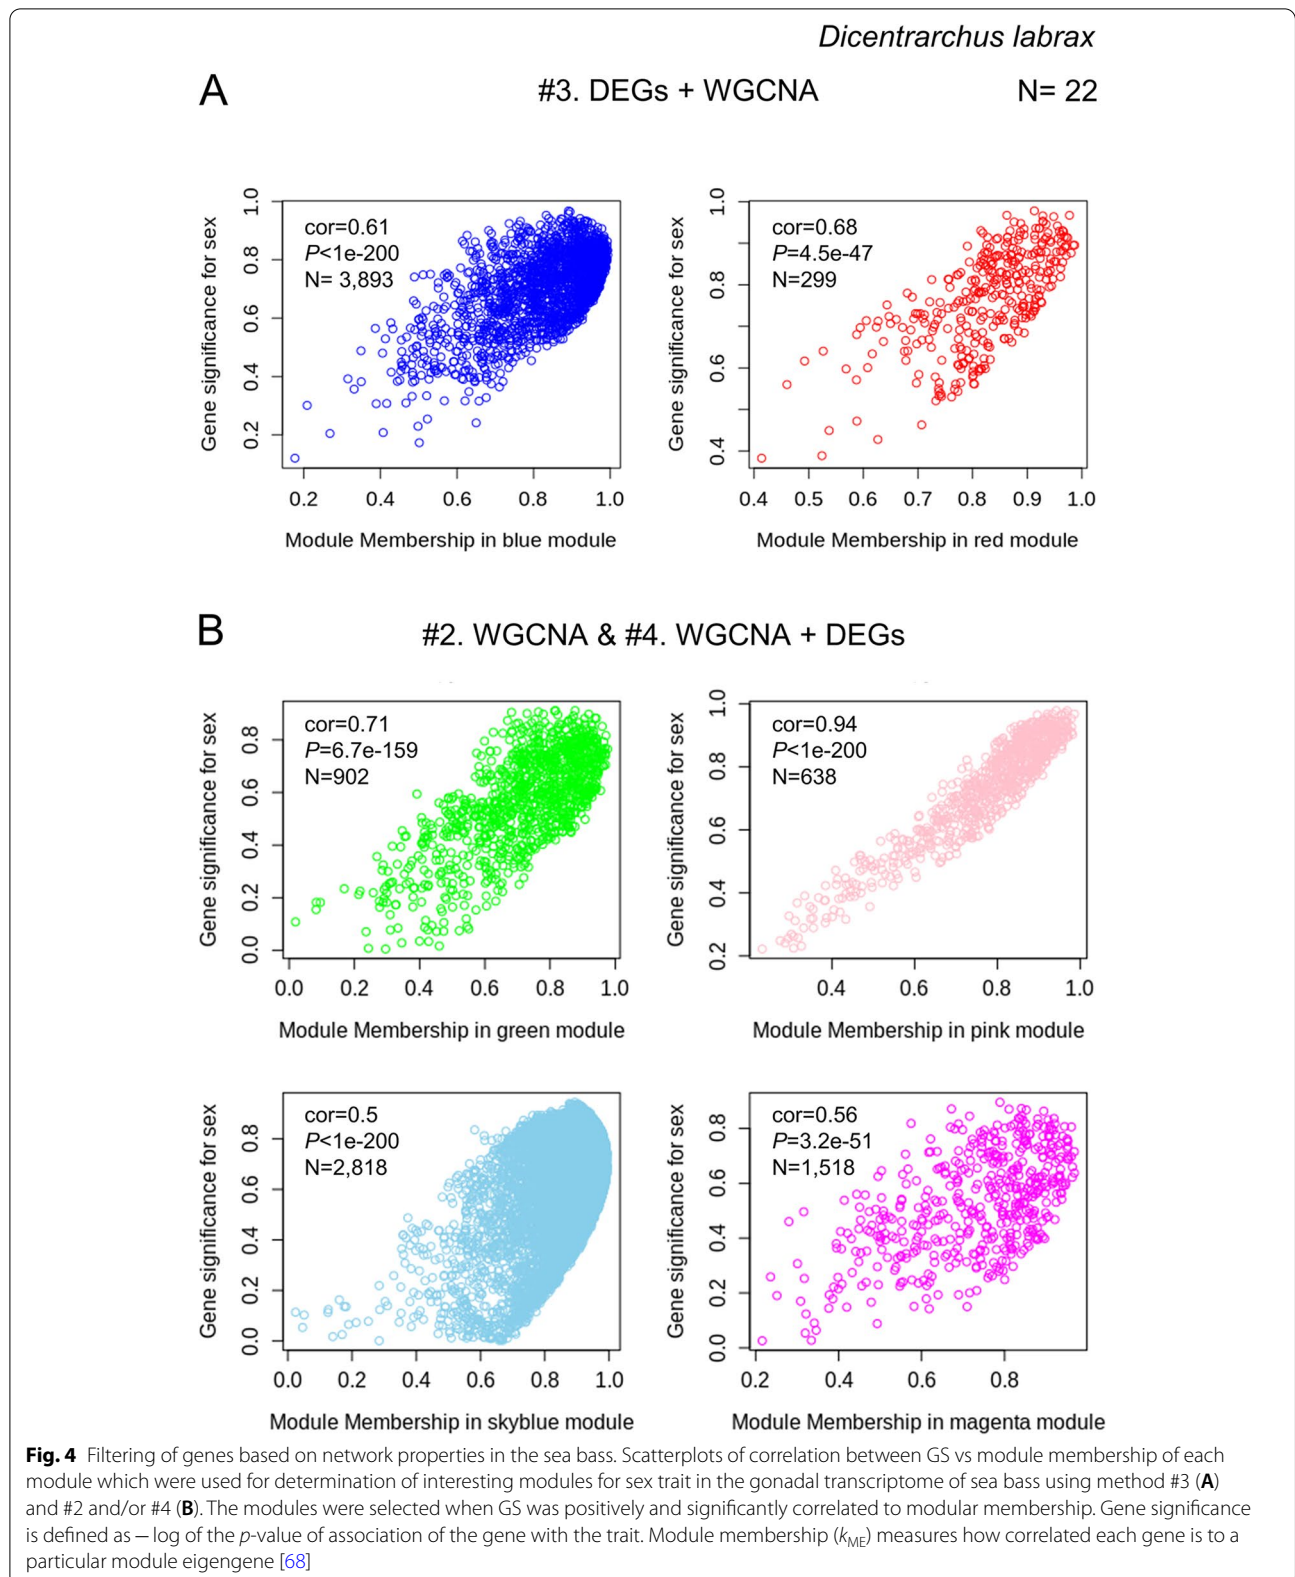 Dicentrarchus labrax
A
#3. DEGs + WGCNA
N= 22
Gene significance for sex
1.0
0.8
0.6
0.4
0.2
cor=0.61
P<1e-200
N= 3,893
0.2 0.4 0.6 0.8 1.0
Module Membership in blue module
Gene significance for sex
1.0
0.8
0.6
0.4
cor=0.68
P=4.5e-47
N=299
0.4 0.5 0.6 0.7 0.8 0.9 1.0
Module Membership in red module
B
#2. WGCNA & #4. WGCNA + DEGs
Gene significance for sex
0.8
0.6
0.4
0.2
0.0
cor=0.71
P=6.7e-159
N=902
0.0 0.2 0.4 0.6 0.8 1.0
Module Membership in green module
Gene significance for sex
1.0
0.8
0.6
0.4
0.2
cor=0.94
P<1e-200
N=638
0.4 0.6 0.8 1.0
Module Membership in pink module
Gene significance for sex
0.8
0.6
0.4
0.2
0.0
cor=0.5
P<1e-200
N=2,818
0.0 0.2 0.4 0.6 0.8 1.0
Module Membership in skyblue module
Gene significance for sex
0.8
0.6
0.4
0.2
0.0
cor=0.56
P=3.2e-51
N=1,518
0.2 0.4 0.6 0.8
Module Membership in magenta module
Fig. 4 Filtering of genes based on network properties in the sea bass. Scatterplots of correlation between GS vs module membership of each
module which were used for determination of interesting modules for sex trait in the gonadal transcriptome of sea bass using method #3 (A)
and #2 and/or #4 (B). The modules were selected when GS was positively and significantly correlated to modular membership. Gene significance
is defined as − log of the p-value of association of the gene with the trait. Module membership (kME) measures how correlated each gene is to a
particular module eigengene [68]